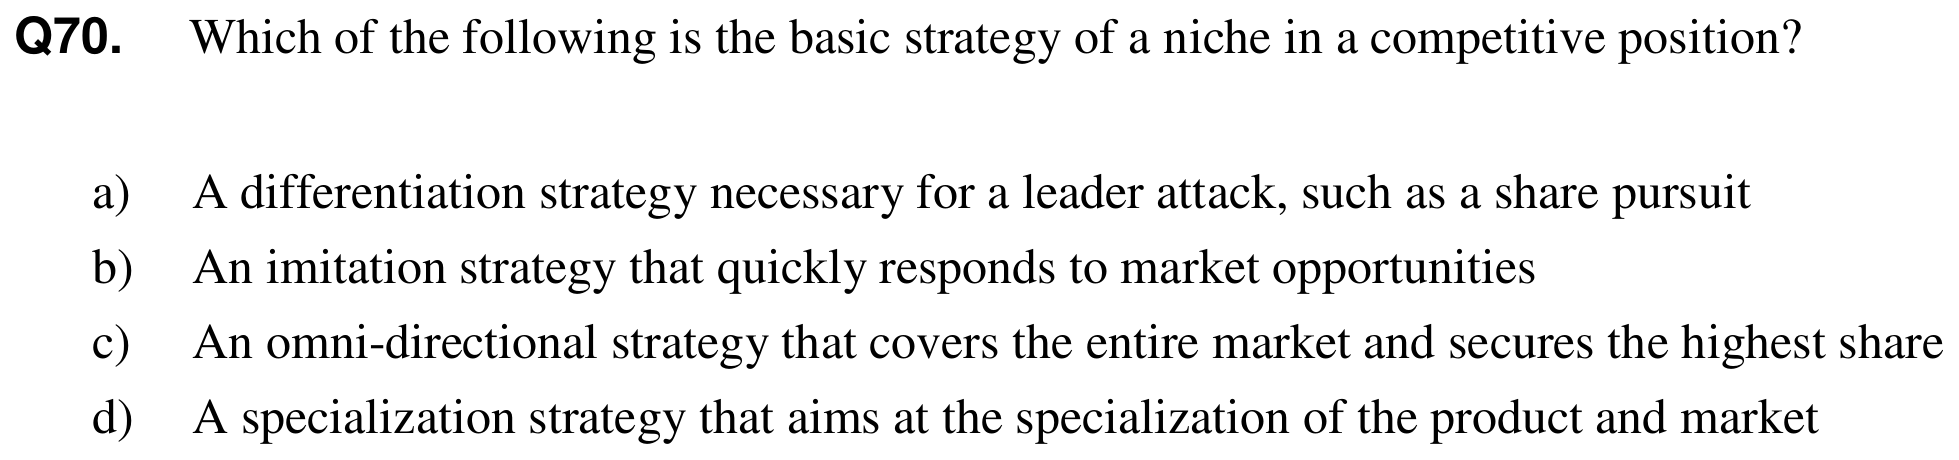 Q70. Which of the following is the basic strategy of a niche in a competitive position?
a) A differentiation strategy necessary for a leader attack, such as a share pursuit
b) An imitation strategy that quickly responds to market opportunities
c) An omni-directional strategy that covers the entire market and secures the highest share
d) A specialization strategy that aims at the specialization of the product and market